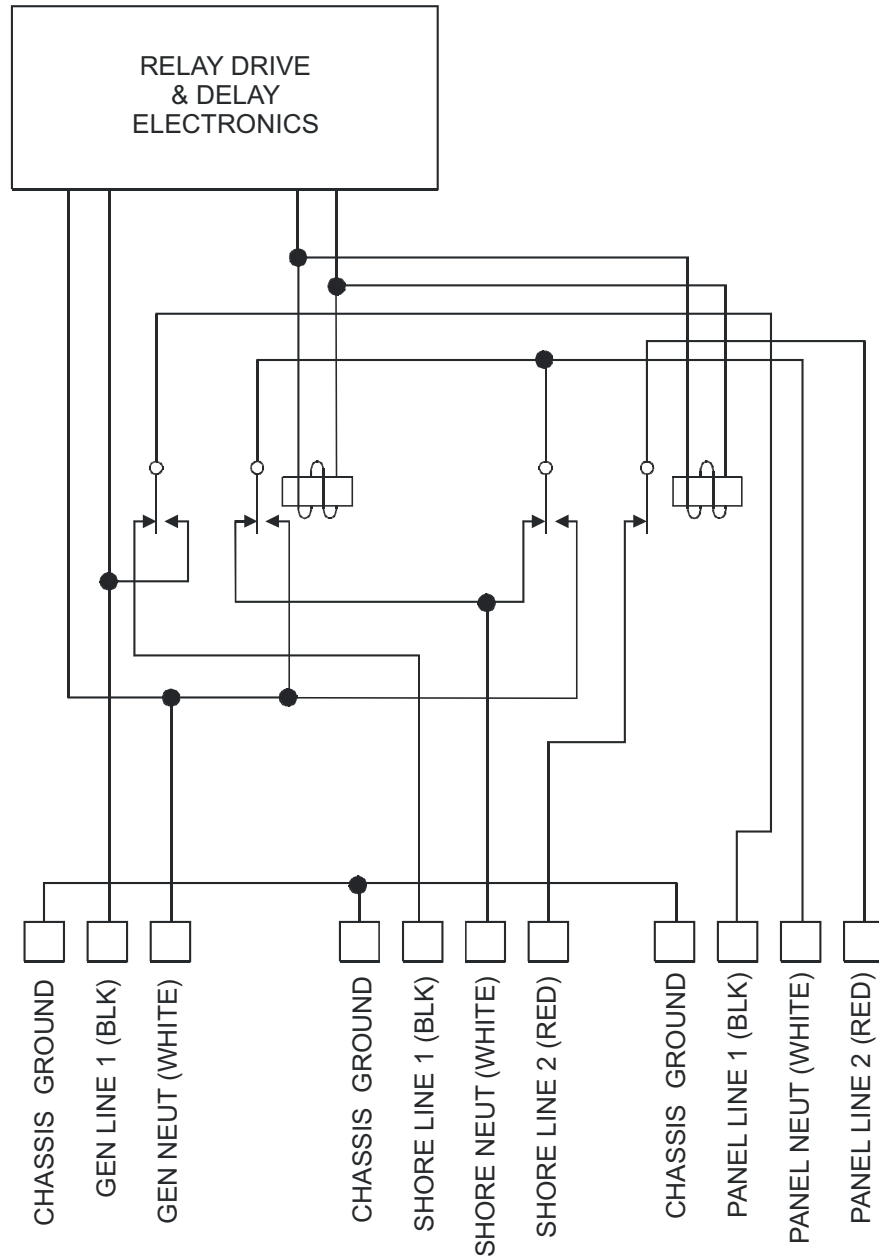 RELAY DRIVE
& DELAY
ELECTRONICS
CHASSIS GROUND
GEN LINE 1 (BLK)
GEN NEUT (WHITE)
CHASSIS GROUND
SHORE LINE 1 (BLK)
SHORE NEUT (WHITE)
SHORE LINE 2 (RED)
CHASSIS GROUND
PANEL LINE 1 (BLK)
PANEL NEUT (WHITE)
PANEL LINE 2 (RED)